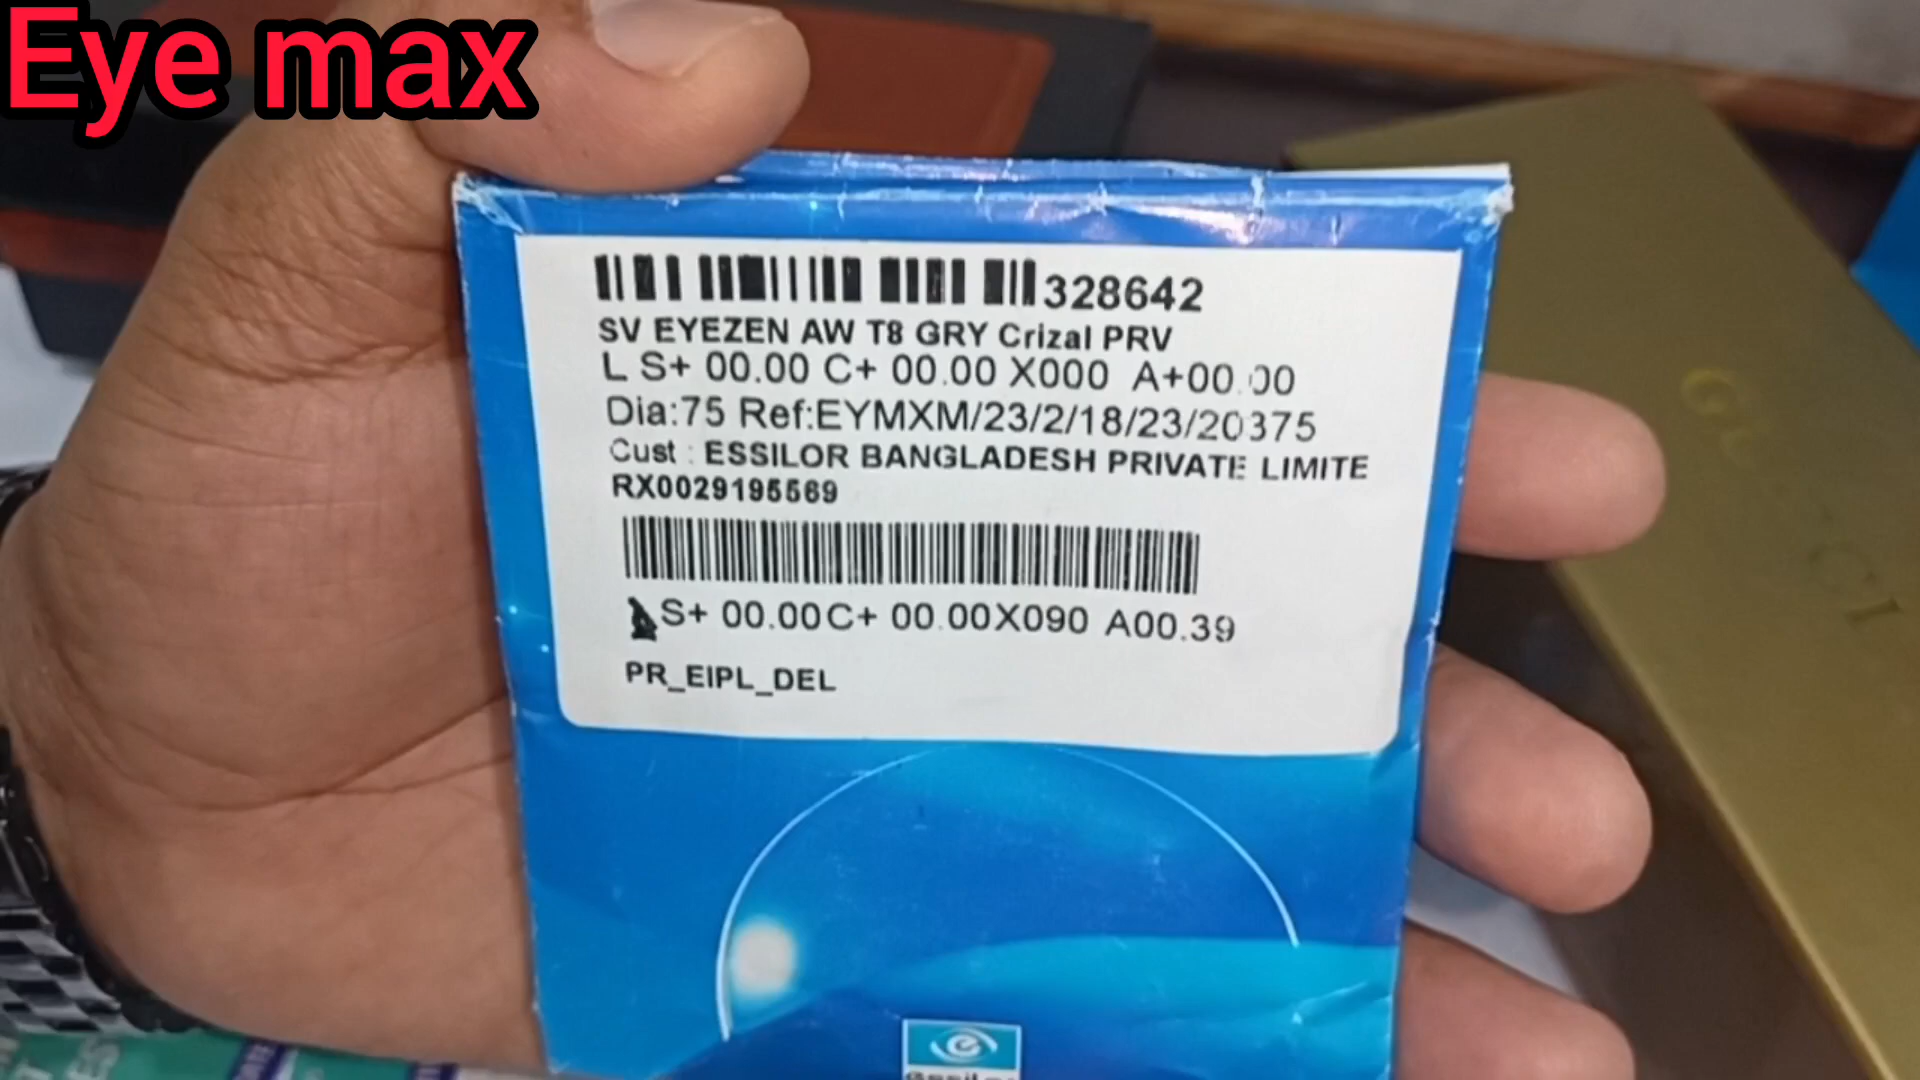 Eye max
328642
SV EYEZEN AW T8 GRY Crizal PRV
L S+ 00.00 C+ 00.00 X000 A+00.00
Dia:75 Ref:EYMXM/23/2/18/23/20375
Cust : ESSILOR BANGLADESH PRIVATE LIMITE
RX0029195569
S+ 00.00C+ 00.00X090 A00.39
PR_EIPL_DEL